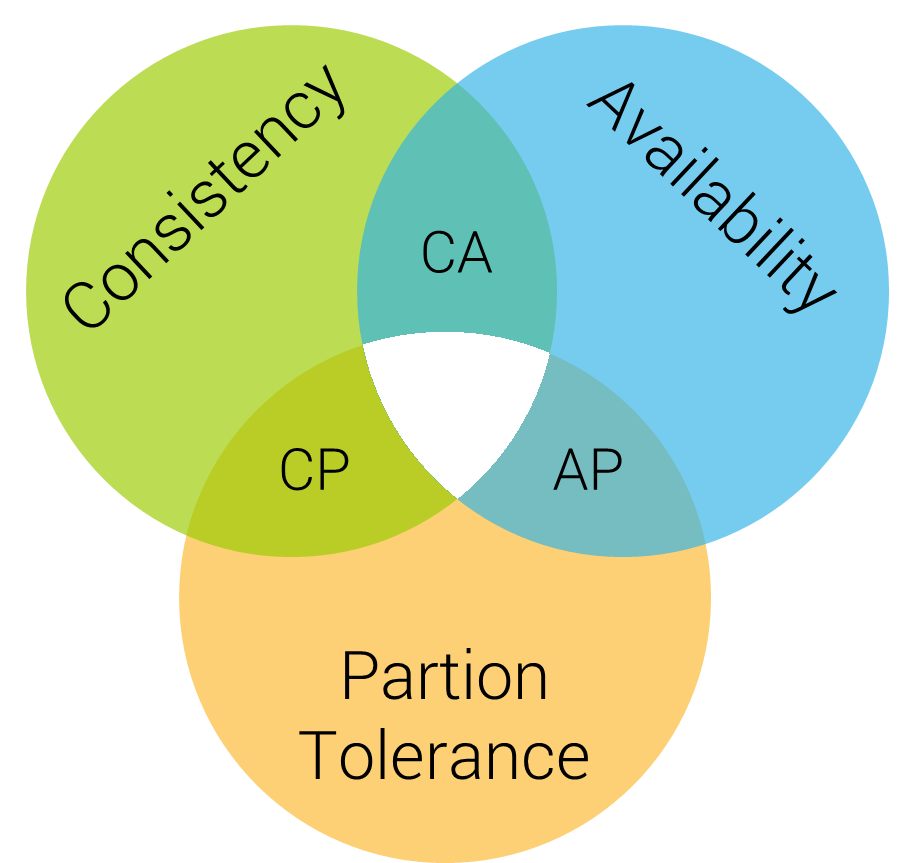 Consistency
Availability
CA
CP
AP
Partion
Tolerance